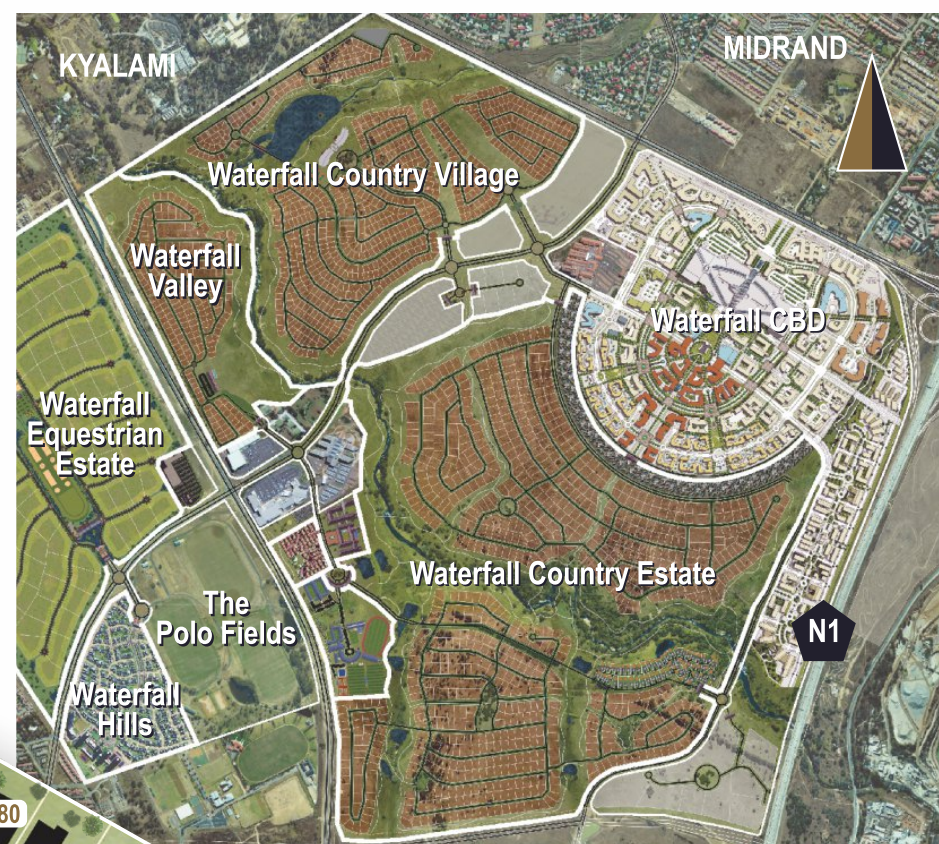 KYALAMI
MIDRAND
Waterfall Country Village
Waterfall
Valley
Waterfall CBD
Waterfall
Equestrian
Estate
Waterfall Country Estate
The
Polo Fields
N1
Waterfall
Hills
80